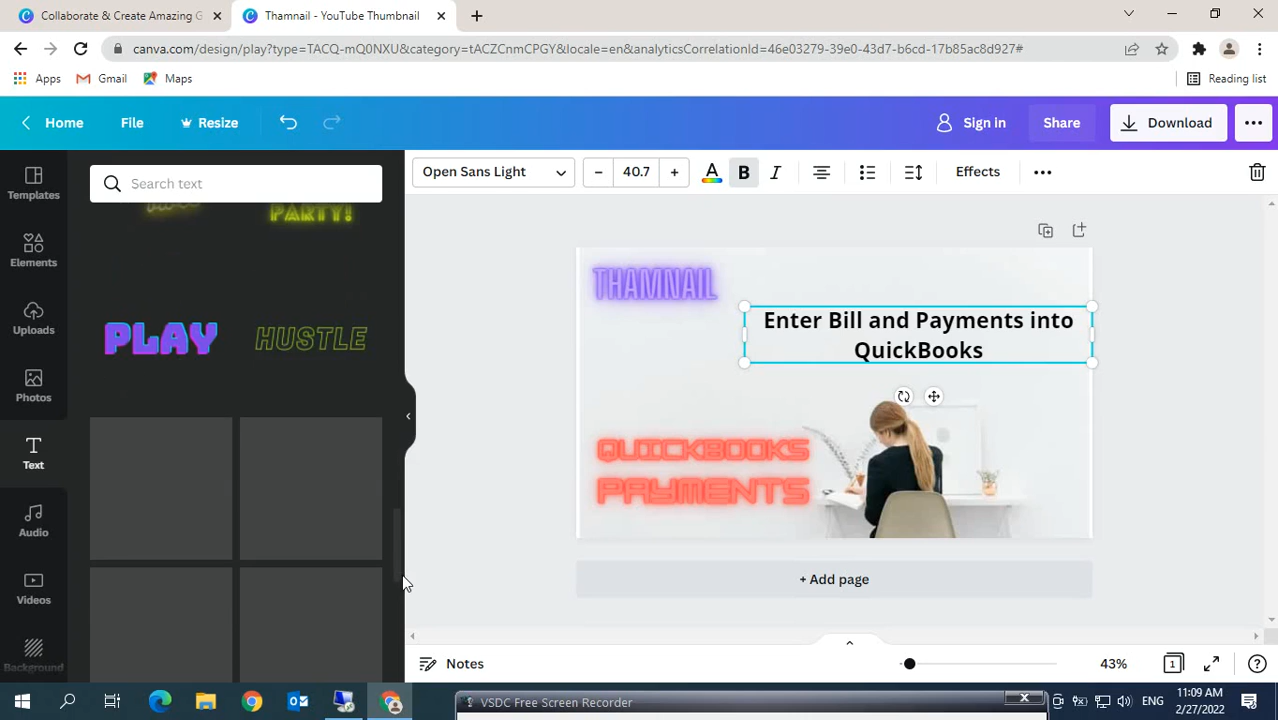 Collaborate & Create Amazing G
Thamnail - YouTube Thumbnail
canva.com/design/play?type=TACQ-mQ0NXU&category=tACZCnmCPGY&locale=en&analyticsCorrelationId=46e03279-39e0-43d7-b6cd-17b85ac8d927#
Apps
Gmail
Maps
Reading list
Home
File
Resize
Sign in
Share
Download
Templates
Elements
Uploads
Photos
Text
Audio
Videos
Background
Search text
PARTY!
PLAY
HUSTLE
Open Sans Light
40.7
A
B
I
Effects
THAMNAIL
Enter Bill and Payments into
QuickBooks
QUICKBOOKS
PAYMENTS
+ Add page
Notes
43%
1
VSDC Free Screen Recorder
ENG
11:09 AM
2/27/2022